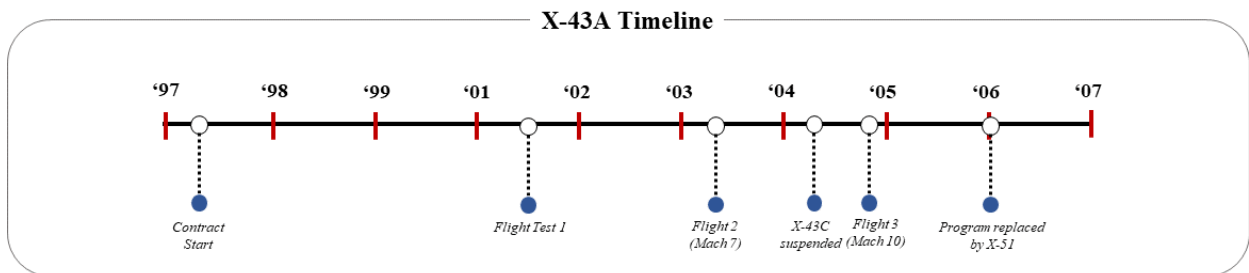 X-43A Timeline
‘97 ‘98 ‘99 ‘01 ‘02 ‘03 ‘04 ‘05 ‘06 ‘07
Contract
Start
Flight Test 1
Flight 2
(Mach 7)
X-43C
suspended
Flight 3
(Mach 10)
Program replaced
by X-51